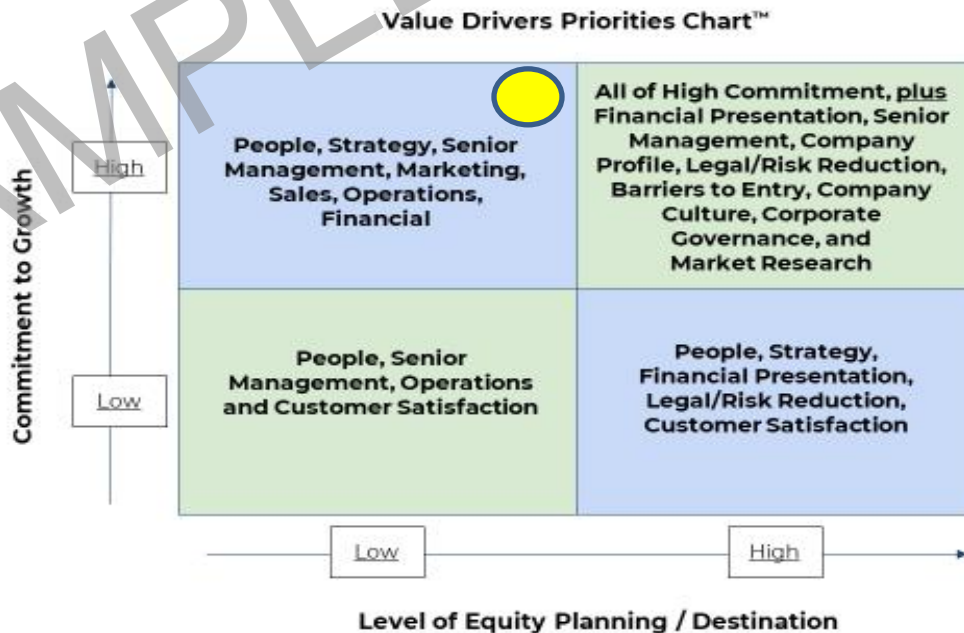 Value Drivers Priorities Chart™
People, Strategy, Senior
Management, Marketing,
Sales, Operations,
Financial
All of High Commitment, plus
Financial Presentation, Senior
Management, Company
Profile, Legal/Risk Reduction,
Barriers to Entry, Company
Culture, Corporate
Governance, and
Market Research
High
Commitment to Growth
Low
People, Senior
Management, Operations
and Customer Satisfaction
People, Strategy,
Financial Presentation,
Legal/Risk Reduction,
Customer Satisfaction
Low
High
Level of Equity Planning / Destination